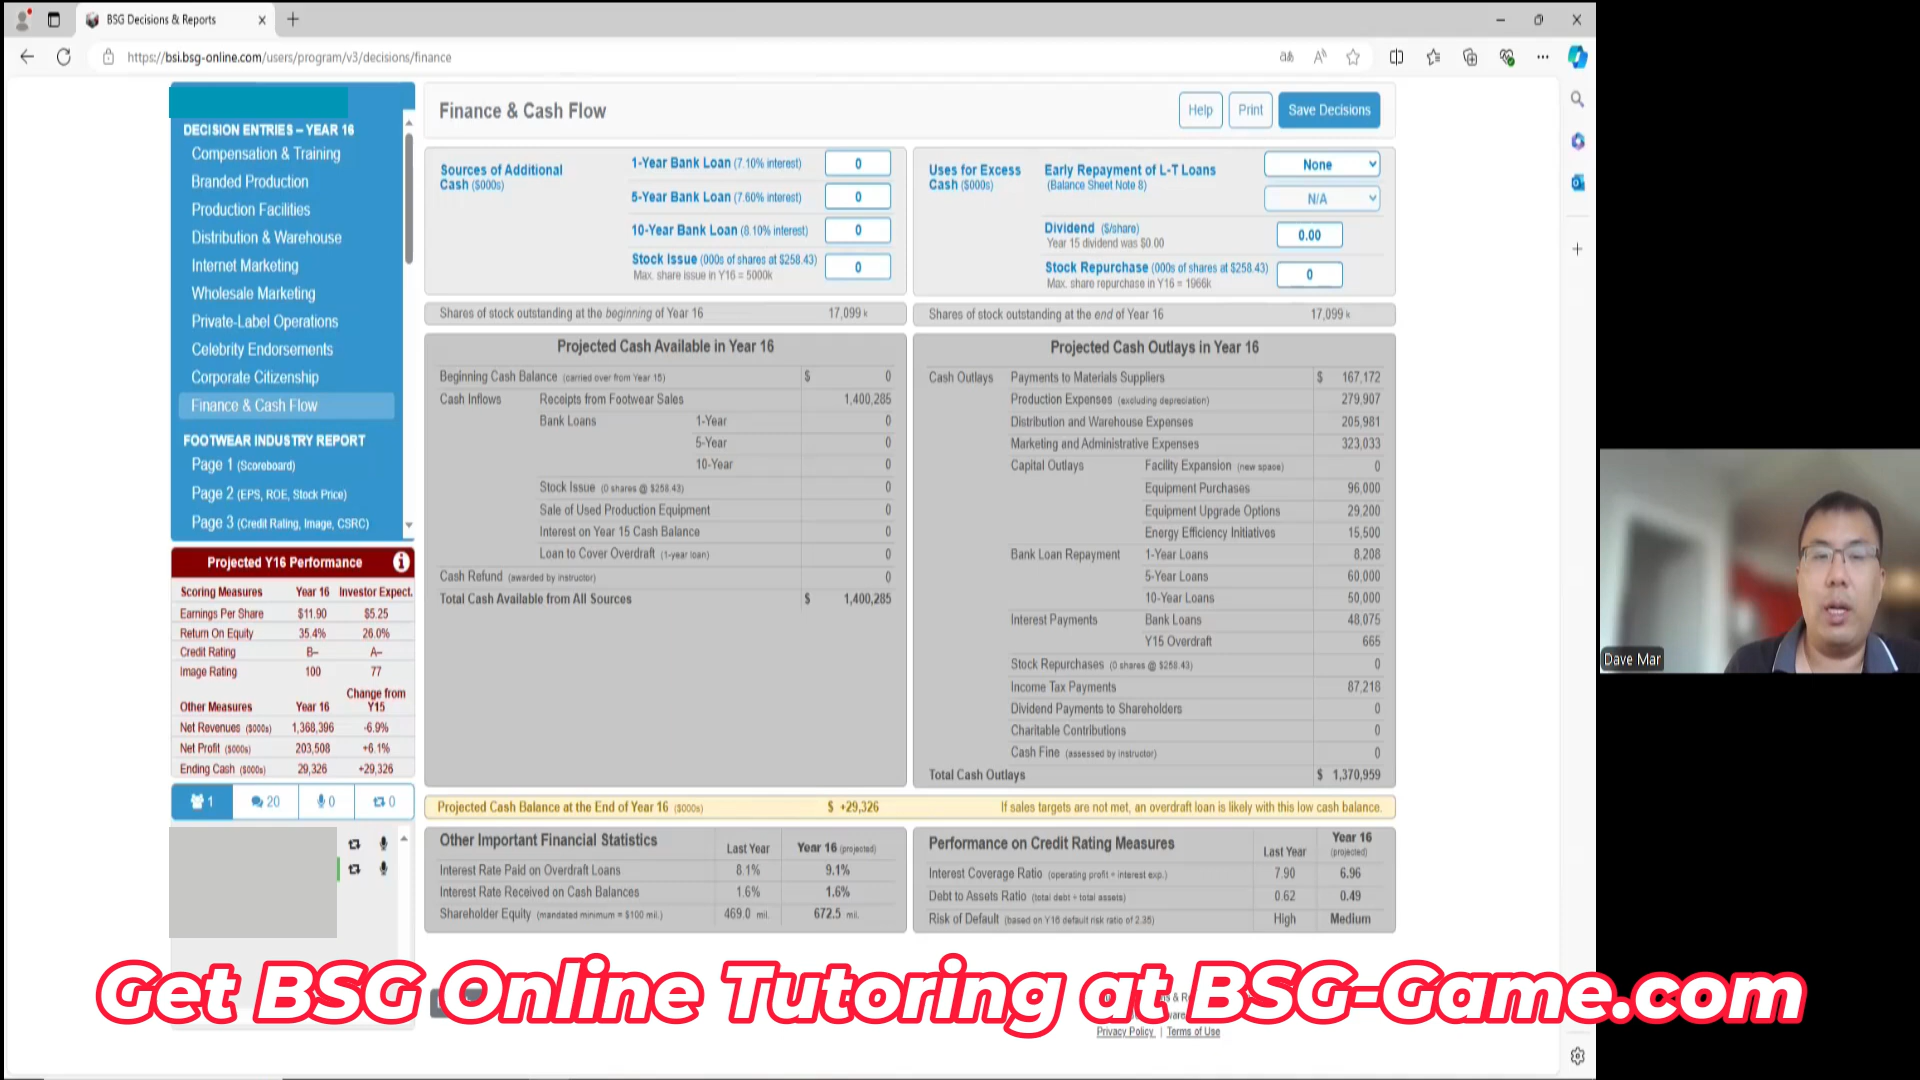 BSG Decisions & Reports
https://bsi.bsg-online.com/users/program/v3/decisions/finance
DECISION ENTRIES – YEAR 16
Compensation & Training
Branded Production
Production Facilities
Distribution & Warehouse
Internet Marketing
Wholesale Marketing
Private-Label Operations
Celebrity Endorsements
Corporate Citizenship
Finance & Cash Flow
FOOTWEAR INDUSTRY REPORT
Page 1 (Scoreboard)
Page 2 (EPS, ROE, Stock Price)
Page 3 (Credit Rating, Image, CSRC)
Projected Y16 Performance
Scoring Measures Year 16 Investor Expect.
Earnings Per Share $11.90 $5.25
Return On Equity 35.4% 26.0%
Credit Rating B– A–
Image Rating 100 77
Other Measures Year 16 Change from Y15
Net Revenues ($000s) 1,368,396 -6.9%
Net Profit ($000s) 203,508 +6.1%
Ending Cash ($000s) 29,326 +29,326
1 20 0 0
Finance & Cash Flow
Help Print Save Decisions
Sources of Additional
Cash ($000s)
1-Year Bank Loan (7.10% interest) 0
5-Year Bank Loan (7.60% interest) 0
10-Year Bank Loan (8.10% interest) 0
Stock Issue (000s of shares at $258.43) 0
Max. share issue in Y16 = 5000k
Uses for Excess
Cash ($000s)
Early Repayment of L-T Loans None
(Balance Sheet Note 8) N/A
Dividend ($/share) 0.00
Year 15 dividend was $0.00
Stock Repurchase (000s of shares at $258.43) 0
Max. share repurchase in Y16 = 1966k
Shares of stock outstanding at the beginning of Year 16 17,099 k
Shares of stock outstanding at the end of Year 16 17,099 k
Projected Cash Available in Year 16
Beginning Cash Balance (carried over from Year 15) $ 0
Cash Inflows Receipts from Footwear Sales 1,400,285
Bank Loans 1-Year 0
5-Year 0
10-Year 0
Stock Issue (0 shares @ $258.43) 0
Sale of Used Production Equipment 0
Interest on Year 15 Cash Balance 0
Loan to Cover Overdraft (1-year loan) 0
Cash Refund (awarded by instructor) 0
Total Cash Available from All Sources $ 1,400,285
Projected Cash Outlays in Year 16
Cash Outlays Payments to Materials Suppliers $ 167,172
Production Expenses (excluding depreciation) 279,907
Distribution and Warehouse Expenses 205,981
Marketing and Administrative Expenses 323,033
Capital Outlays Facility Expansion (new space) 0
Equipment Purchases 96,000
Equipment Upgrade Options 29,200
Energy Efficiency Initiatives 15,500
Bank Loan Repayment 1-Year Loans 8,208
5-Year Loans 60,000
10-Year Loans 50,000
Interest Payments Bank Loans 48,075
Y15 Overdraft 665
Stock Repurchases (0 shares @ $258.43) 0
Income Tax Payments 87,218
Dividend Payments to Shareholders 0
Charitable Contributions 0
Cash Fine (assessed by instructor) 0
Total Cash Outlays $ 1,370,959
Projected Cash Balance at the End of Year 16 ($000s) $ +29,326 If sales targets are not met, an overdraft loan is likely with this low cash balance.
Other Important Financial Statistics Last Year Year 16 (projected)
Interest Rate Paid on Overdraft Loans 8.1% 9.1%
Interest Rate Received on Cash Balances 1.6% 1.6%
Shareholder Equity (mandated minimum = $100 mil.) 469.0 mil. 672.5 mil.
Performance on Credit Rating Measures Last Year Year 16 (projected)
Interest Coverage Ratio (operating profit ÷ interest exp.) 7.90 6.96
Debt to Assets Ratio (total debt ÷ total assets) 0.62 0.49
Risk of Default (based on Y16 default risk ratio of 2.35) High Medium
Dave Mar
Get BSG Online Tutoring at BSG-Game.com
Privacy Policy | Terms of Use